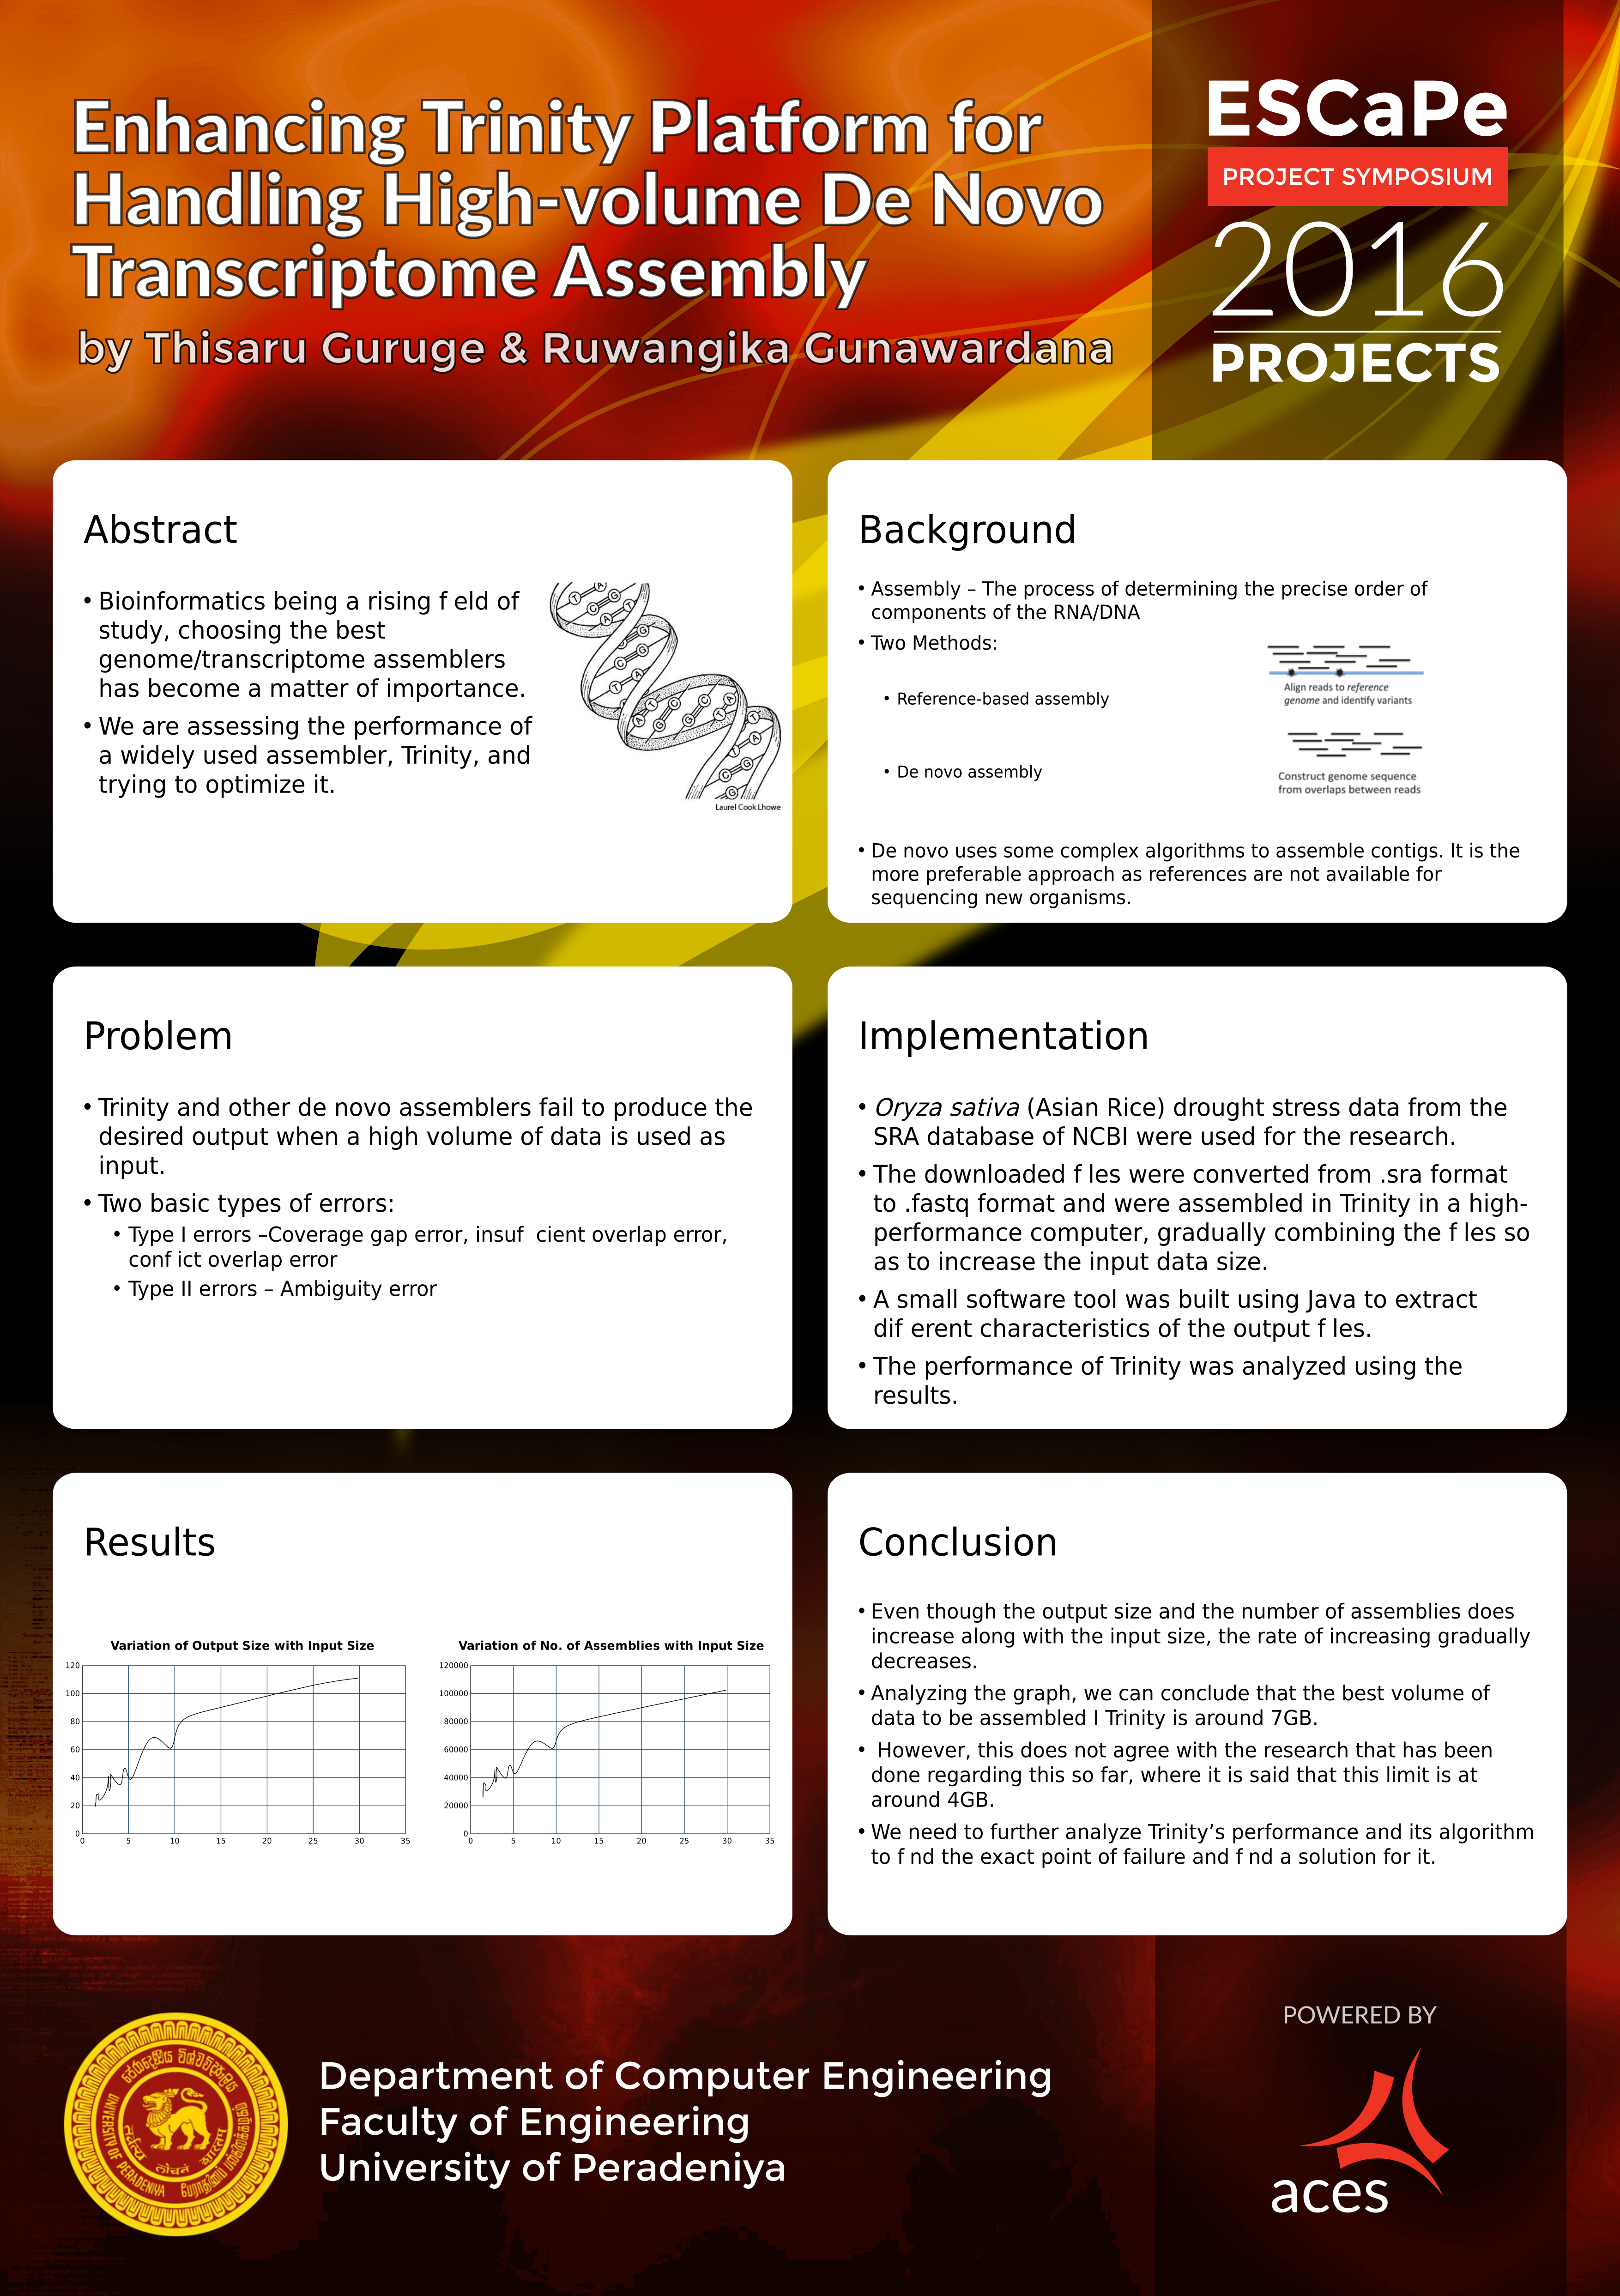 Enhancing Trinity Platform for
Handling High-volume De Novo
Transcriptome Assembly
by Thisaru Guruge & Ruwangika Gunawardana
ESCaPe
PROJECT SYMPOSIUM
2016
PROJECTS
Abstract
• Bioinformatics being a rising f eld of
study, choosing the best
genome/transcriptome assemblers
has become a matter of importance.
• We are assessing the performance of
a widely used assembler, Trinity, and
trying to optimize it.
Laurel Cook Lhowe
Background
• Assembly – The process of determining the precise order of
components of the RNA/DNA
• Two Methods:
• Reference-based assembly
Align reads to reference
genome and identify variants
• De novo assembly
Construct genome sequence
from overlaps between reads
• De novo uses some complex algorithms to assemble contigs. It is the
more preferable approach as references are not available for
sequencing new organisms.
Problem
• Trinity and other de novo assemblers fail to produce the
desired output when a high volume of data is used as
input.
• Two basic types of errors:
• Type I errors –Coverage gap error, insuf  cient overlap error,
conf ict overlap error
• Type II errors – Ambiguity error
Implementation
• Oryza sativa (Asian Rice) drought stress data from the
SRA database of NCBI were used for the research.
• The downloaded f les were converted from .sra format
to .fastq format and were assembled in Trinity in a high-
performance computer, gradually combining the f les so
as to increase the input data size.
• A small software tool was built using Java to extract
dif erent characteristics of the output f les.
• The performance of Trinity was analyzed using the
results.
Results
Variation of Output Size with Input Size
120
100
80
60
40
20
0
0 5 10 15 20 25 30 35
Variation of No. of Assemblies with Input Size
120000
100000
80000
60000
40000
20000
0
0 5 10 15 20 25 30 35
Conclusion
• Even though the output size and the number of assemblies does
increase along with the input size, the rate of increasing gradually
decreases.
• Analyzing the graph, we can conclude that the best volume of
data to be assembled I Trinity is around 7GB.
• However, this does not agree with the research that has been
done regarding this so far, where it is said that this limit is at
around 4GB.
• We need to further analyze Trinity’s performance and its algorithm
to f nd the exact point of failure and f nd a solution for it.
UNIVERSITY OF PERADENIYA
Department of Computer Engineering
Faculty of Engineering
University of Peradeniya
POWERED BY
aces